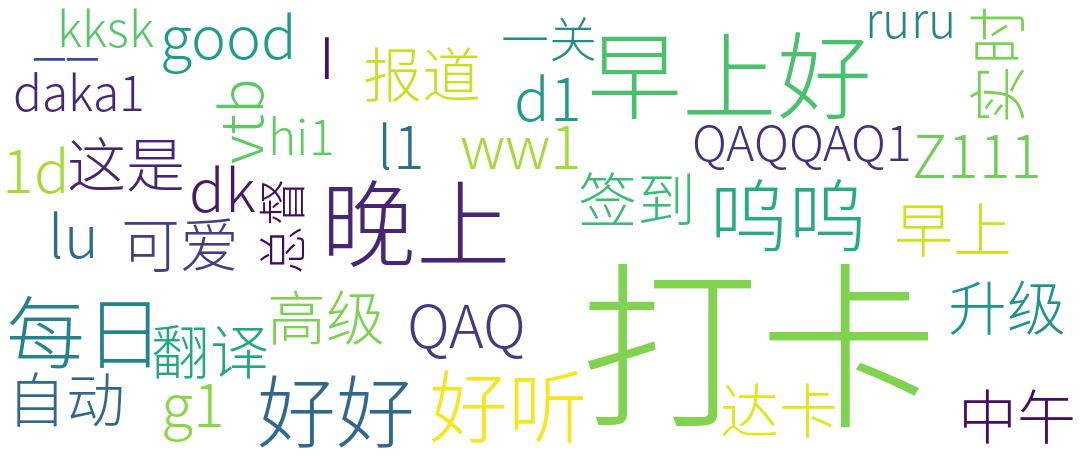 kksk
good
一
l
报道
一关
d1
早上好
ruru
实时
daka1
vtb
hi1
l1
ww1
QAQQAQ1
Z111
1d
这是
dk
总督
晚上
签到
呜呜
早上
lu
可爱
打卡
每日
翻译
高级
QAQ
升级
自动
g1
好好
好听
达卡
中午